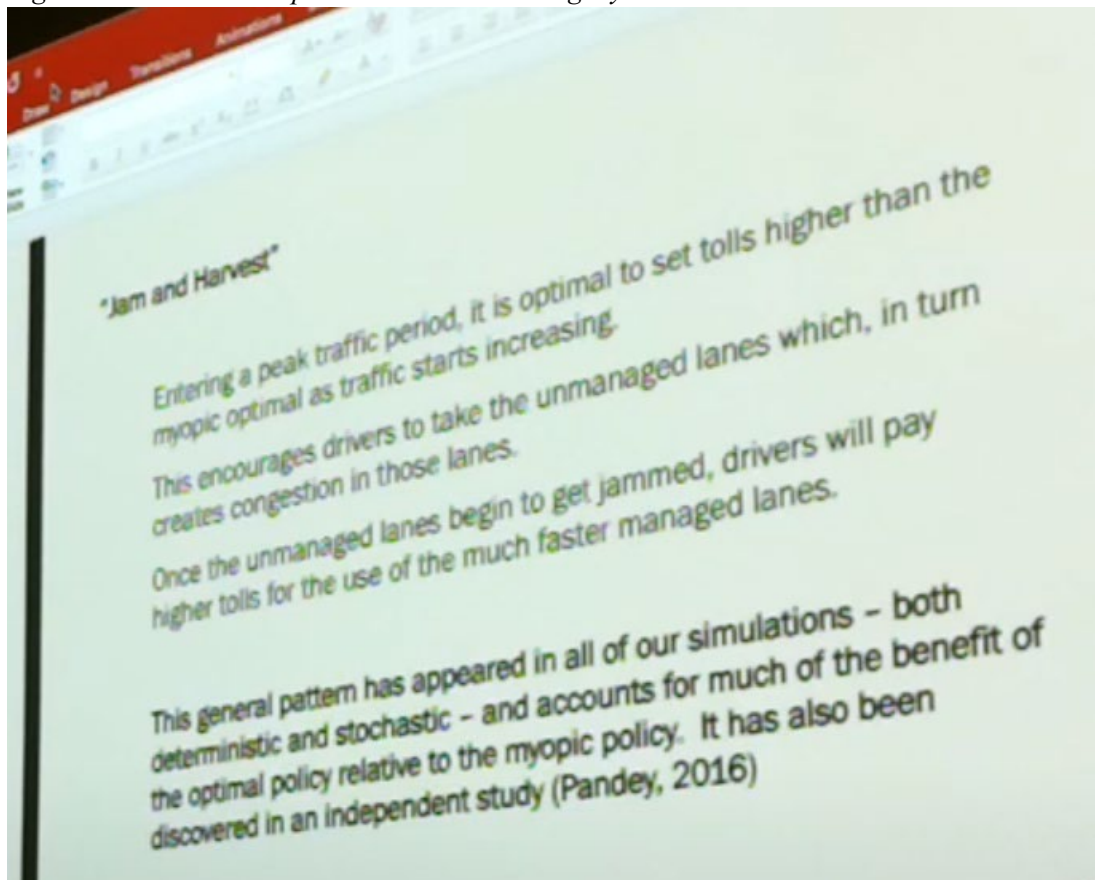 Draw Design Transitions Animations
"Jam and Harvest"
Entering a peak traffic period, it is optimal to set tolls higher than the
myopic optimal as traffic starts increasing.
This encourages drivers to take the unmanaged lanes which, in turn
creates congestion in those lanes.
Once the unmanaged lanes begin to get jammed, drivers will pay
higher tolls for the use of the much faster managed lanes.
This general pattern has appeared in all of our simulations – both
deterministic and stochastic – and accounts for much of the benefit of
the optimal policy relative to the myopic policy. It has also been
discovered in an independent study (Pandey, 2016)